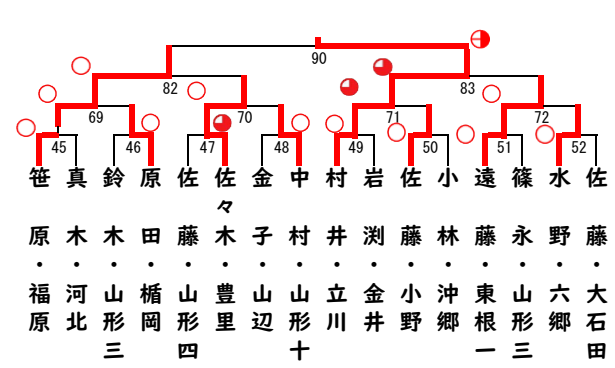 90
82 83
69 70 71 72
45 46 47 48 49 50 51 52
笹原・福原
真木・河北
鈴木・山形三
原田・楯岡
佐藤・山形四
佐々木・豊里
金子・山辺
中村・山形十
村井・立川
岩渕・金井
佐藤・小野
小林・沖郷
遠藤・東根一
篠永・山形三
水野・六郷
佐藤・大石田